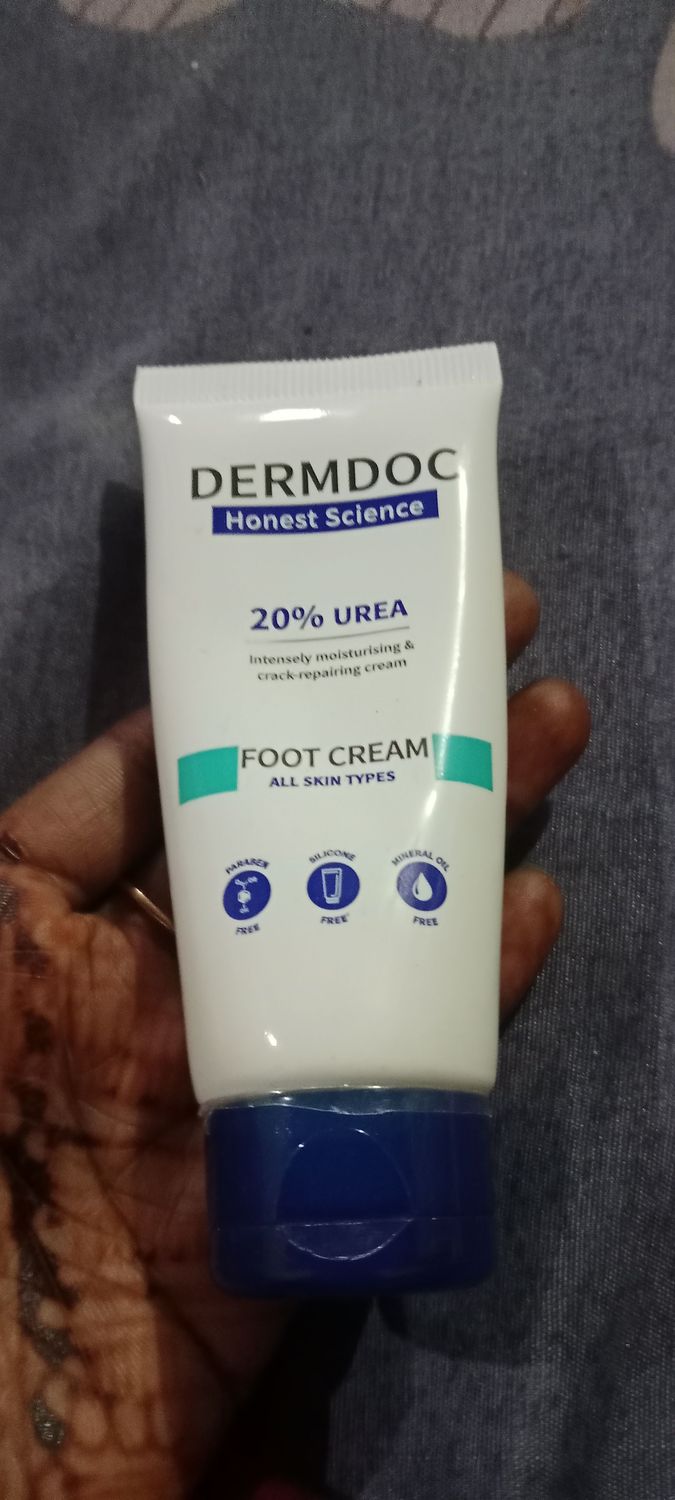 DERMDOC
Honest Science
20% UREA
Intensely moisturising &
crack-repairing cream
FOOT CREAM
ALL SKIN TYPES
PARABEN
FREE
SILICONE
FREE
MINERAL OIL
FREE